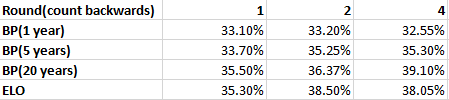 Round(count backwards) 1 2 4
BP(1 year) 33.10% 33.20% 32.55%
BP(5 years) 33.70% 35.25% 35.30%
BP(20 years) 35.50% 36.37% 39.10%
ELO 35.30% 38.50% 38.05%